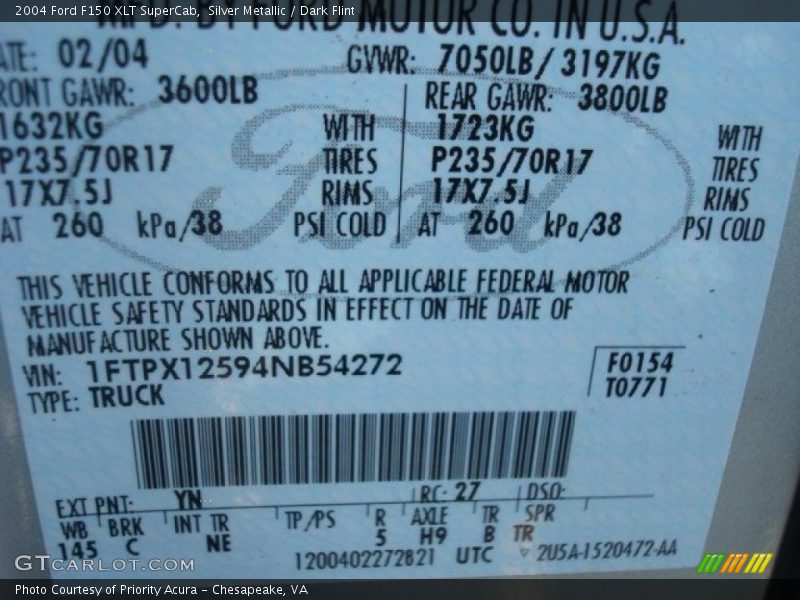 2004 Ford F150 XLT SuperCab, Silver Metallic / Dark Flint
MFD. BY FORD MOTOR CO. IN U.S.A.
ATE: 02/04 GVWR: 7050LB/ 3197KG
RONT GAWR: 3600LB REAR GAWR: 3800LB
1632KG WITH 1723KG WITH
P235/70R17 TIRES P235/70R17 TIRES
17X7.5J RIMS 17X7.5J RIMS
AT 260 kPa/38 PSI COLD AT 260 kPa/38 PSI COLD
Ford
THIS VEHICLE CONFORMS TO ALL APPLICABLE FEDERAL MOTOR
VEHICLE SAFETY STANDARDS IN EFFECT ON THE DATE OF
MANUFACTURE SHOWN ABOVE.
VIN: 1FTPX12594NB54272 F0154
TYPE: TRUCK T0771
EXT PNT: YN RC: 27 DSO:
WB BRK INT TR TP/PS R AXLE TR SPR
145 C NE 5 H9 B TR
1200402272821 UTC ▽ 2U5A-1520472-AA
GTCARLOT.COM
Photo Courtesy of Priority Acura – Chesapeake, VA